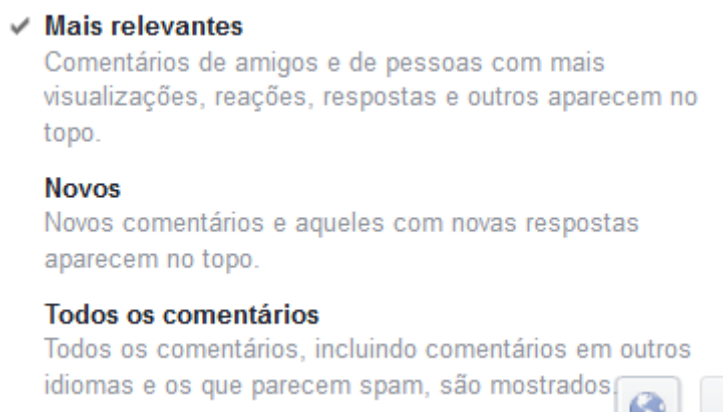 Mais relevantes
Comentários de amigos e de pessoas com mais
visualizações, reações, respostas e outros aparecem no
topo.
Novos
Novos comentários e aqueles com novas respostas
aparecem no topo.
Todos os comentários
Todos os comentários, incluindo comentários em outros
idiomas e os que parecem spam, são mostrados.